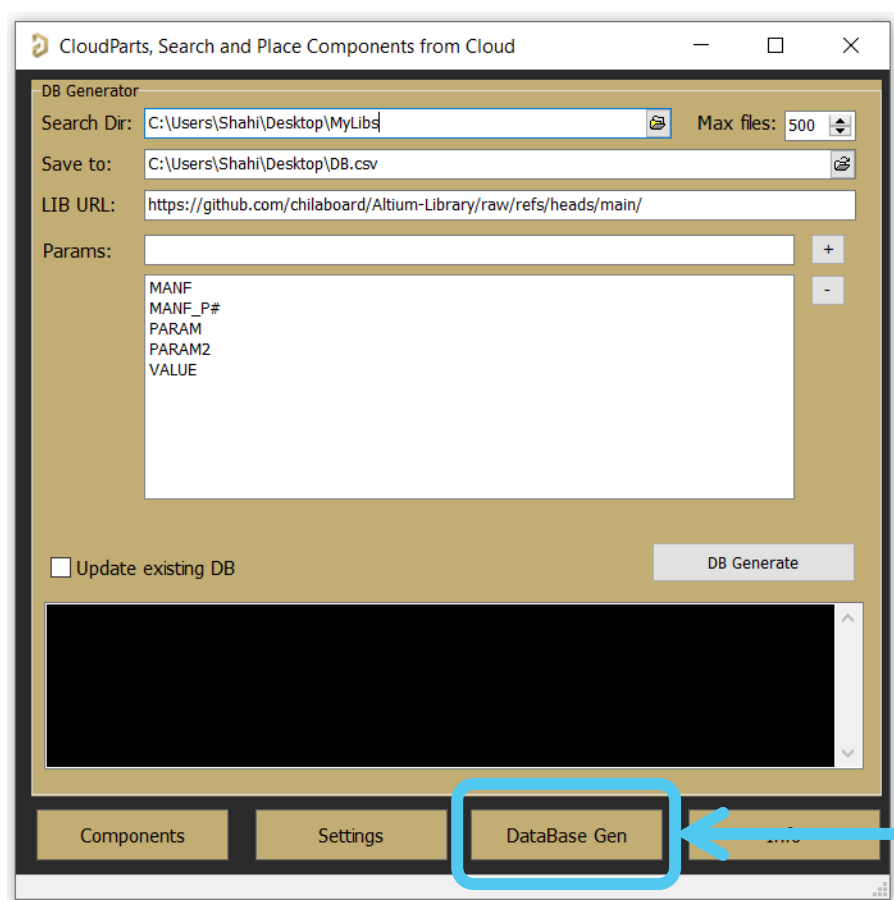 CloudParts, Search and Place Components from Cloud
DB Generator
Search Dir: C:\Users\Shahi\Desktop\MyLibs Max files: 500
Save to: C:\Users\Shahi\Desktop\DB.csv
LIB URL: https://github.com/chilaboard/Altium-Library/raw/refs/heads/main/
Params: +
-
MANF
MANF_P#
PARAM
PARAM2
VALUE
Update existing DB DB Generate
Components Settings DataBase Gen Info